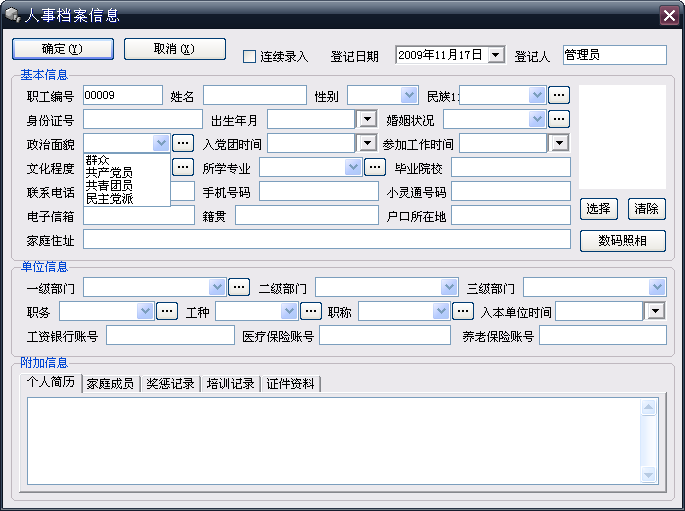 人事档案信息
确定(Y) 取消(X) 连续录入 登记日期 2009年11月17日 登记人 管理员
基本信息
职工编号 00009 姓名 性别 民族1:
身份证号 出生年月 婚姻状况
政治面貌 入党团时间 参加工作时间
群众
共产党员
共害团员
民主党派
文化程度 所学专业 毕业院校
联系电话 手机号码 小灵通号码
电子信箱 籍贯 户口所在地 选择 清除
家庭住址 数码照相
单位信息
一级部门 二级部门 三级部门
职务 工种 职称 入本单位时间
工资银行账号 医疗保险账号 养老保险账号
附加信息
个人简历 家庭成员 奖惩记录 培训记录 证件资料